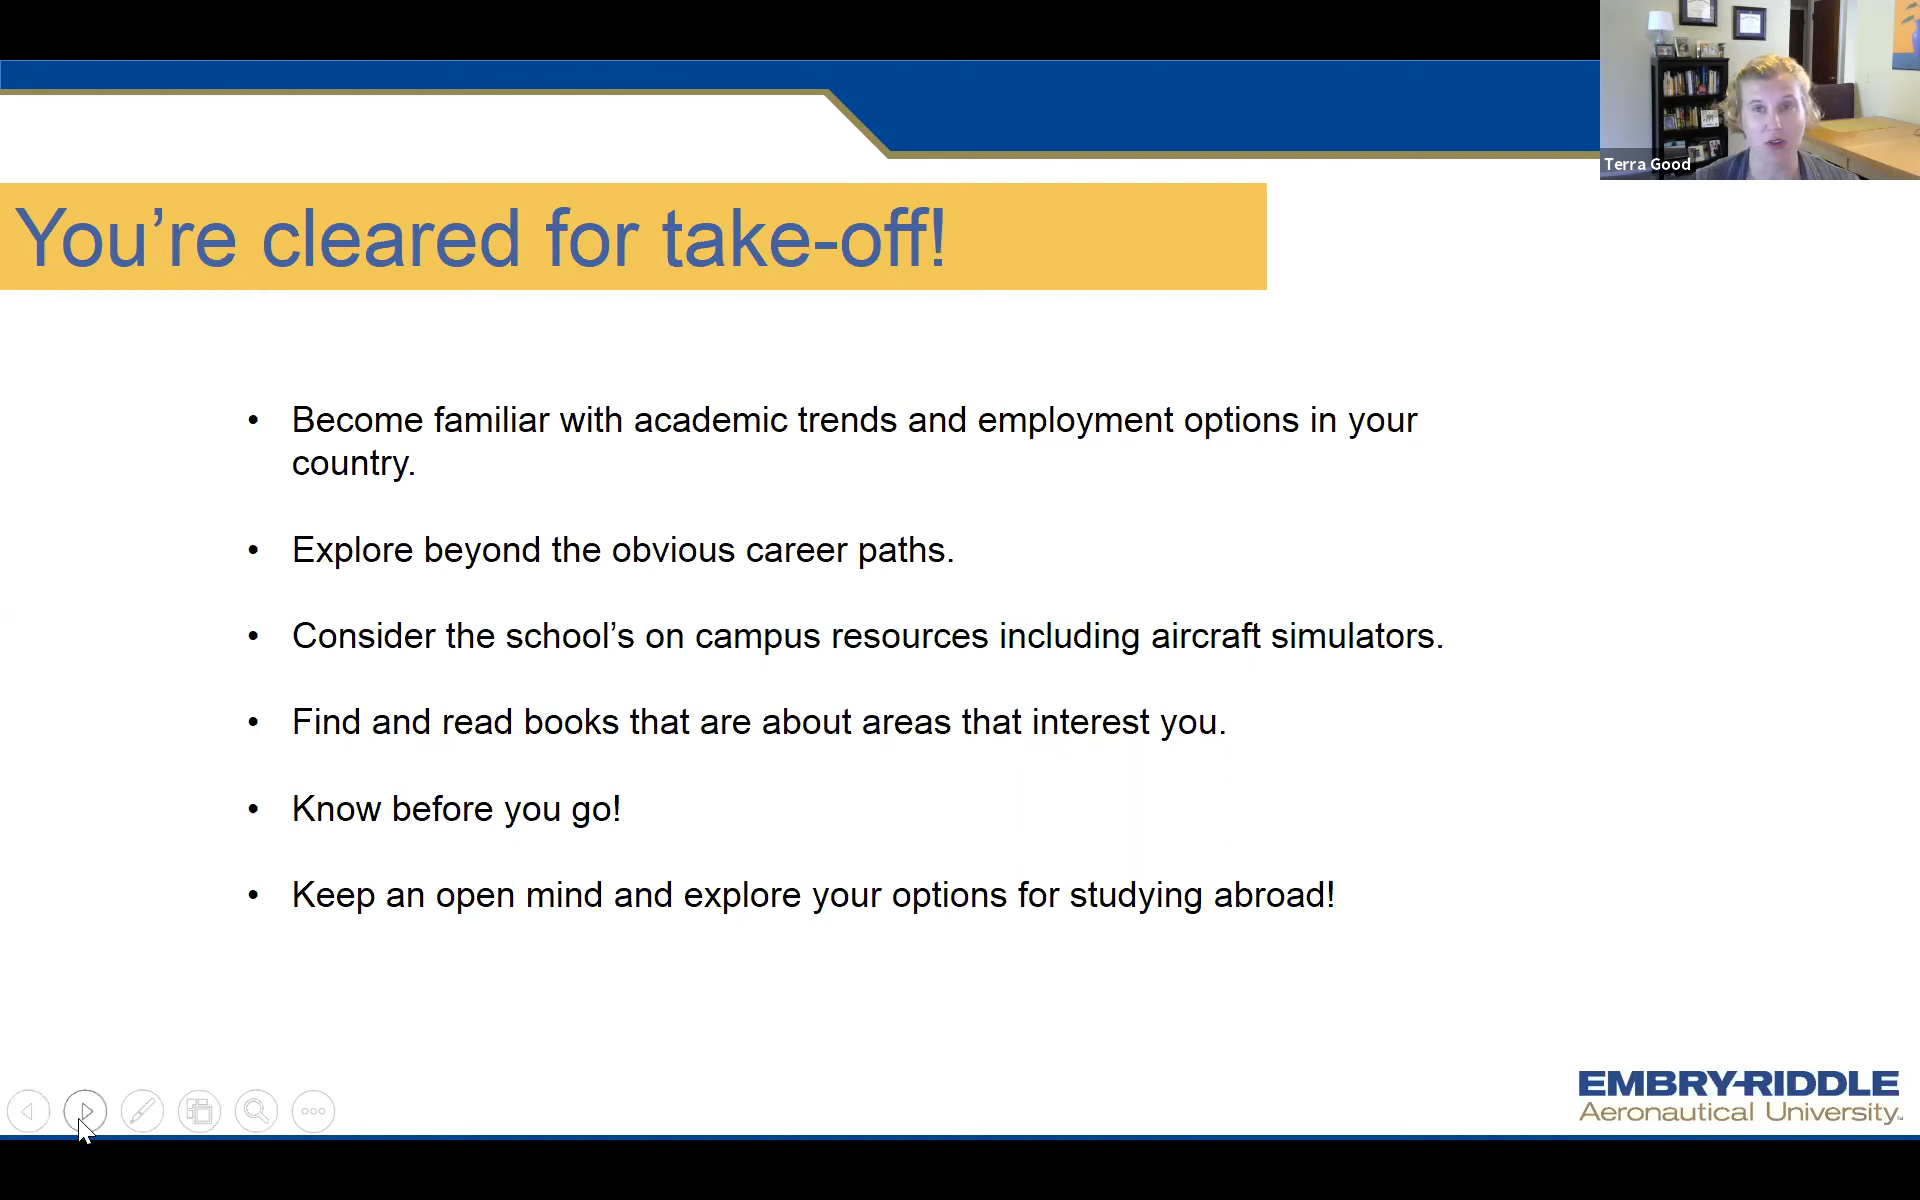 Terra Good
You’re cleared for take-off!
• Become familiar with academic trends and employment options in your
country.
• Explore beyond the obvious career paths.
• Consider the school’s on campus resources including aircraft simulators.
• Find and read books that are about areas that interest you.
• Know before you go!
• Keep an open mind and explore your options for studying abroad!
EMBRY-RIDDLE
Aeronautical University™